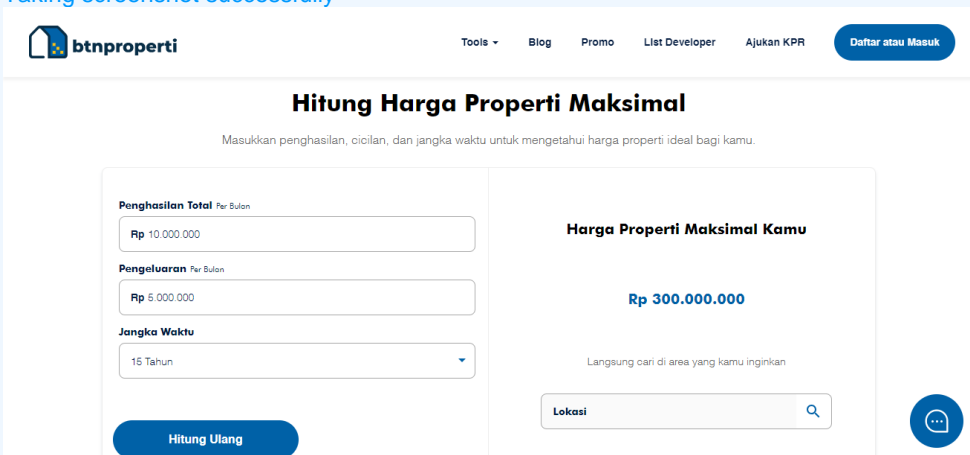 Taking screenshot successfully
btnproperti
Tools Blog Promo List Developer Ajukan KPR Daftar atau Masuk
Hitung Harga Properti Maksimal
Masukkan penghasilan, cicilan, dan jangka waktu untuk mengetahui harga properti ideal bagi kamu.
Penghasilan Total Per Bulan
Rp 10.000.000
Pengeluaran Per Bulan
Rp 5.000.000
Jangka Waktu
15 Tahun
Hitung Ulang
Harga Properti Maksimal Kamu
Rp 300.000.000
Langsung cari di area yang kamu inginkan
Lokasi